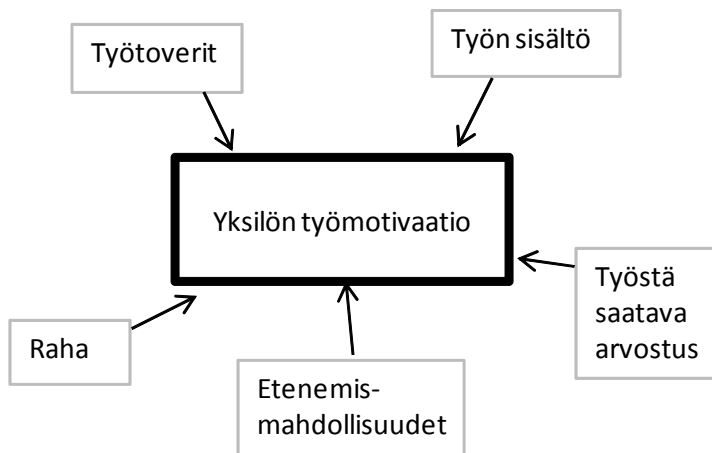 Työtoverit
Työn sisältö
Yksilön työmotivaatio
Työstä
saatava
arvostus
Raha
Etenemis-
mahdollisuudet